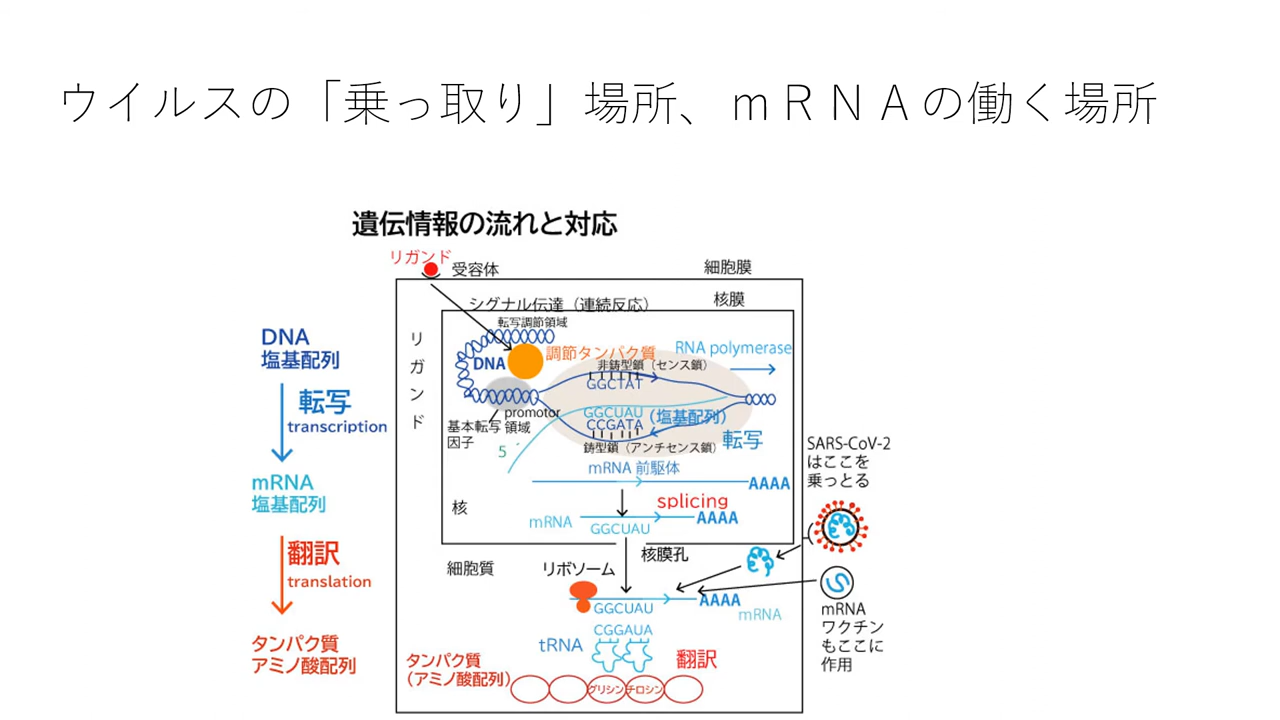 ウイルスの「乗っ取り」場所、ｍＲＮＡの働く場所
遺伝情報の流れと対応
リガンド
受容体
細胞膜
シグナル伝達（連続反応）
核膜
転写調節領域
リガンド
DNA
塩基配列
転写
transcription
mRNA
塩基配列
翻訳
translation
タンパク質
アミノ酸配列
DNA
調節タンパク質
RNA polymerase
非鋳型鎖（センス鎖）
GGCTAT
promotor
領域
基本転写
因子
GGCUAU（塩基配列）
CCGATA
鋳型鎖（アンチセンス鎖）
転写
5´
mRNA 前駆体
AAAA
splicing
核
mRNA
GGCUAU
AAAA
核膜孔
細胞質
リボソーム
GGCUAU
AAAA
mRNA
CGGAUA
tRNA
翻訳
タンパク質
（アミノ酸配列）
グリシン
チロシン
SARS-CoV-2
はここを
乗っとる
mRNA
ワクチン
もここに
作用